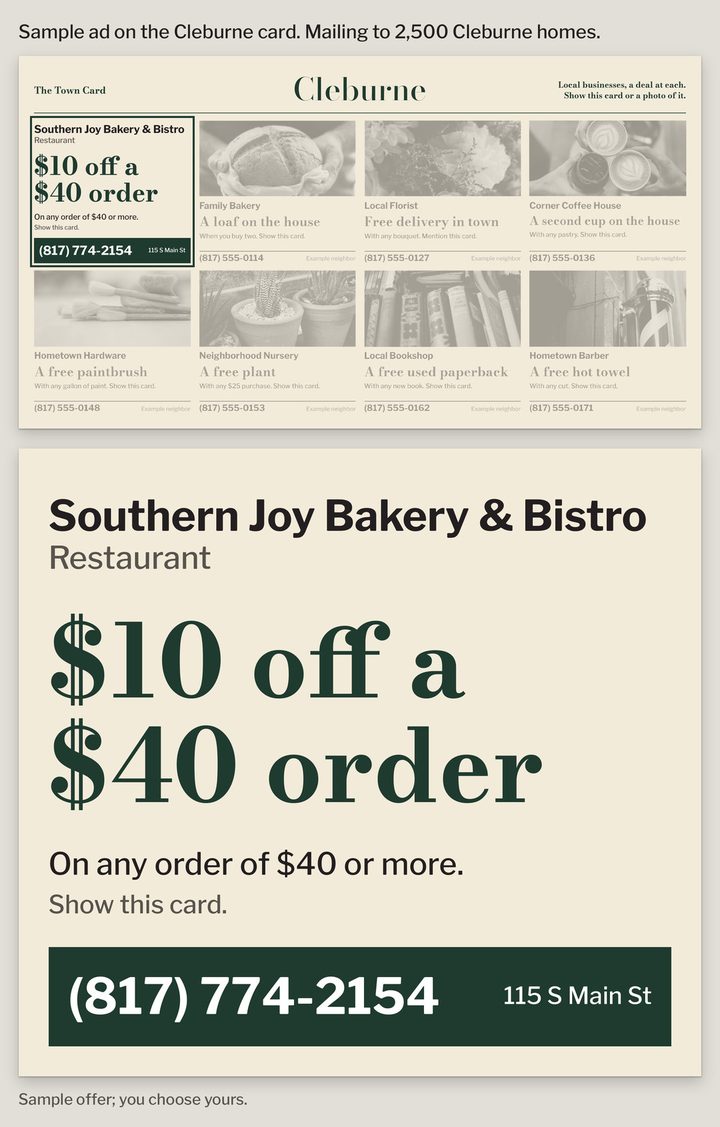 Sample ad on the Cleburne card. Mailing to 2,500 Cleburne homes.
The Town Card
Cleburne
Local businesses, a deal at each.
Show this card or a photo of it.
Southern Joy Bakery & Bistro
Restaurant
$10 off a
$40 order
On any order of $40 or more.
Show this card.
(817) 774-2154
115 S Main St
Family Bakery
A loaf on the house
When you buy two. Show this card.
(817) 555-0114
Example neighbor
Local Florist
Free delivery in town
With any bouquet. Mention this card.
(817) 555-0127
Example neighbor
Corner Coffee House
A second cup on the house
With any pastry. Show this card.
(817) 555-0136
Example neighbor
Hometown Hardware
A free paintbrush
With any gallon of paint. Show this card.
(817) 555-0148
Example neighbor
Neighborhood Nursery
A free plant
With any $25 purchase. Show this card.
(817) 555-0153
Example neighbor
Local Bookshop
A free used paperback
With any new book. Show this card.
(817) 555-0162
Example neighbor
Hometown Barber
A free hot towel
With any cut. Show this card.
(817) 555-0171
Example neighbor
Southern Joy Bakery & Bistro
Restaurant
$10 off a
$40 order
On any order of $40 or more.
Show this card.
(817) 774-2154
115 S Main St
Sample offer; you choose yours.